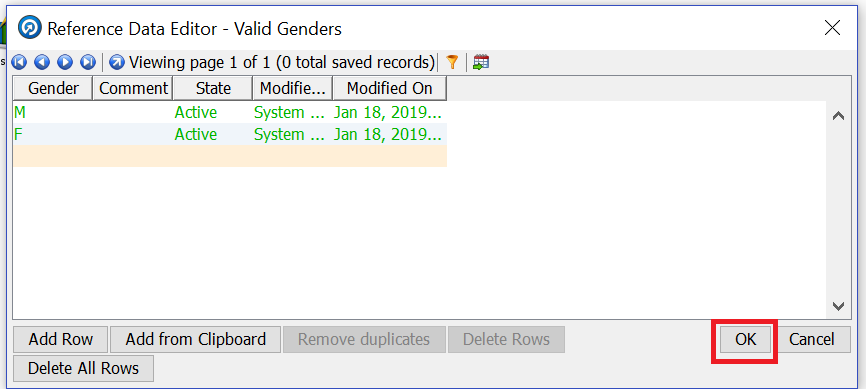 Reference Data Editor - Valid Genders
Viewing page 1 of 1 (0 total saved records)
Gender Comment State Modifie... Modified On
M Active System ... Jan 18, 2019...
F Active System ... Jan 18, 2019...
Add Row Add from Clipboard Remove duplicates Delete Rows OK Cancel
Delete All Rows